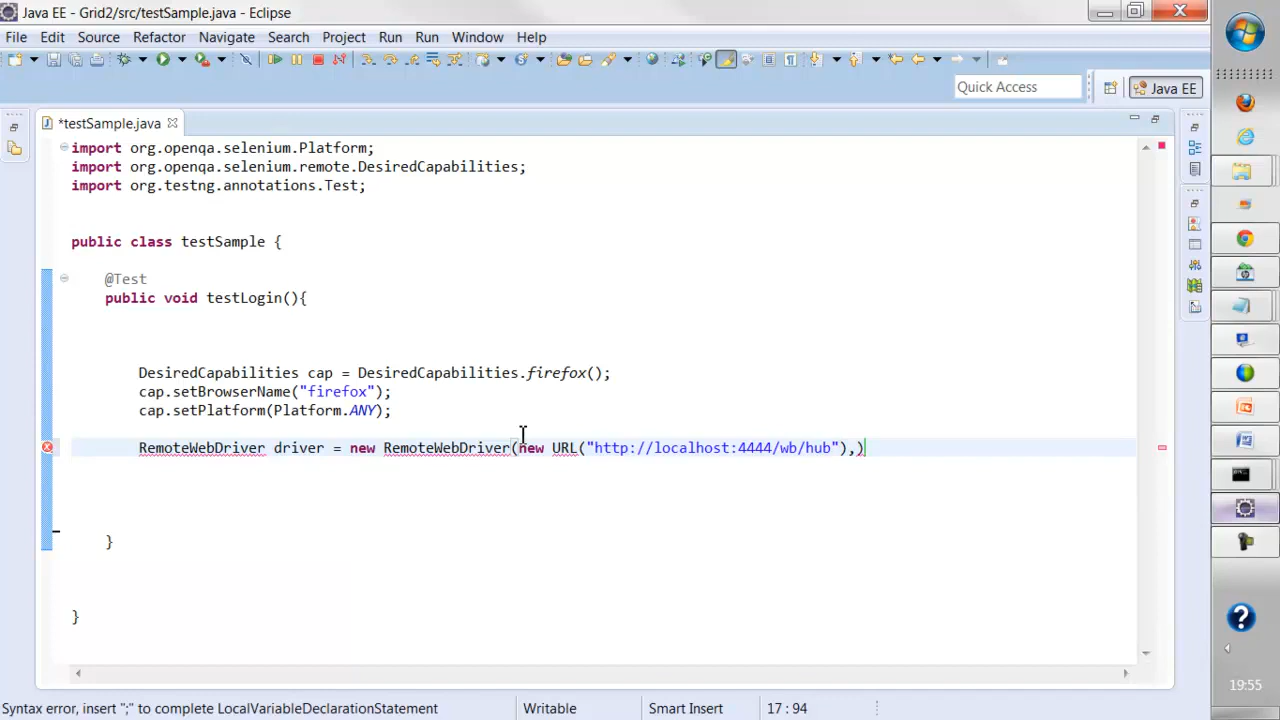 Java EE - Grid2/src/testSample.java - Eclipse
File Edit Source Refactor Navigate Search Project Run Run Window Help
Quick Access
Java EE
*testSample.java
import org.openqa.selenium.Platform;
import org.openqa.selenium.remote.DesiredCapabilities;
import org.testng.annotations.Test;
public class testSample {
@Test
public void testLogin(){
DesiredCapabilities cap = DesiredCapabilities.firefox();
cap.setBrowserName("firefox");
cap.setPlatform(Platform.ANY);
RemoteWebDriver driver = new RemoteWebDriver(new URL("http://localhost:4444/wb/hub"),)
}
}
Syntax error, insert ";" to complete LocalVariableDeclarationStatement
Writable
Smart Insert
17 : 94
19:55